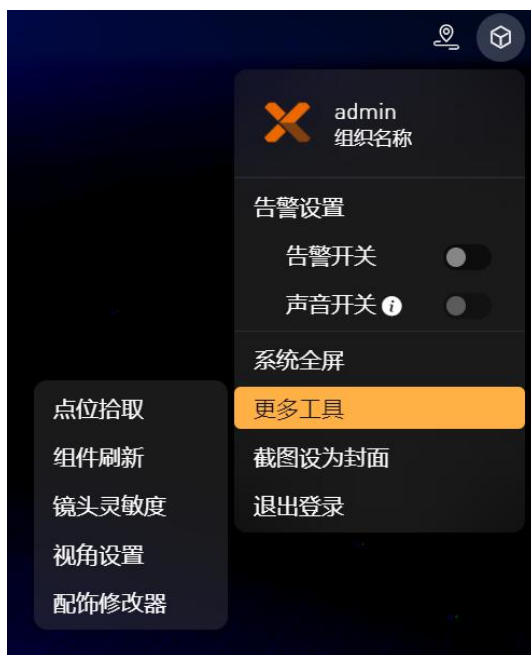 admin
组织名称
告警设置
告警开关
声音开关 i
系统全屏
更多工具
截图设为封面
退出登录
点位拾取
组件刷新
镜头灵敏度
视角设置
配饰修改器